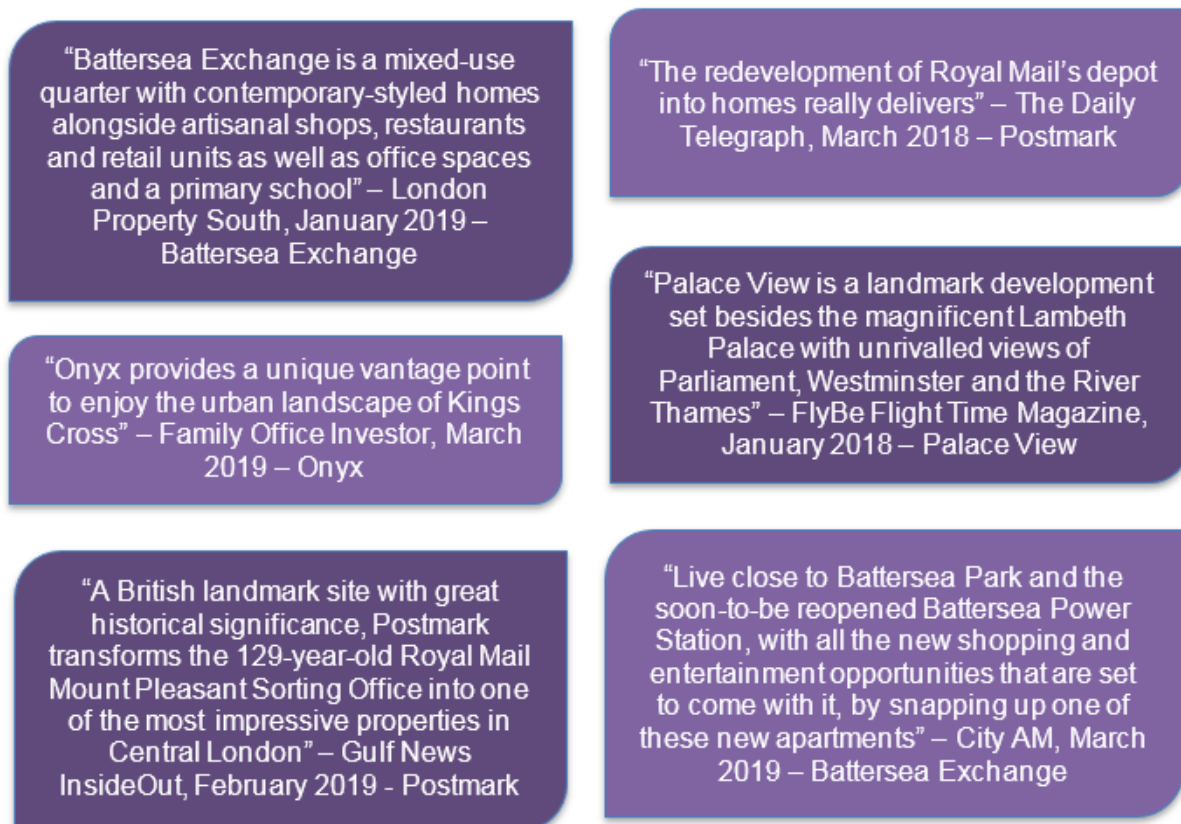 “Battersea Exchange is a mixed-use
quarter with contemporary-styled homes
alongside artisanal shops, restaurants
and retail units as well as office spaces
and a primary school” – London
Property South, January 2019 –
Battersea Exchange
“The redevelopment of Royal Mail’s depot
into homes really delivers” – The Daily
Telegraph, March 2018 – Postmark
“Onyx provides a unique vantage point
to enjoy the urban landscape of Kings
Cross” – Family Office Investor, March
2019 – Onyx
“Palace View is a landmark development
set besides the magnificent Lambeth
Palace with unrivalled views of
Parliament, Westminster and the River
Thames” – FlyBe Flight Time Magazine,
January 2018 – Palace View
“A British landmark site with great
historical significance, Postmark
transforms the 129-year-old Royal Mail
Mount Pleasant Sorting Office into one
of the most impressive properties in
Central London” – Gulf News
InsideOut, February 2019 - Postmark
“Live close to Battersea Park and the
soon-to-be reopened Battersea Power
Station, with all the new shopping and
entertainment opportunities that are set
to come with it, by snapping up one of
these new apartments” – City AM, March
2019 – Battersea Exchange